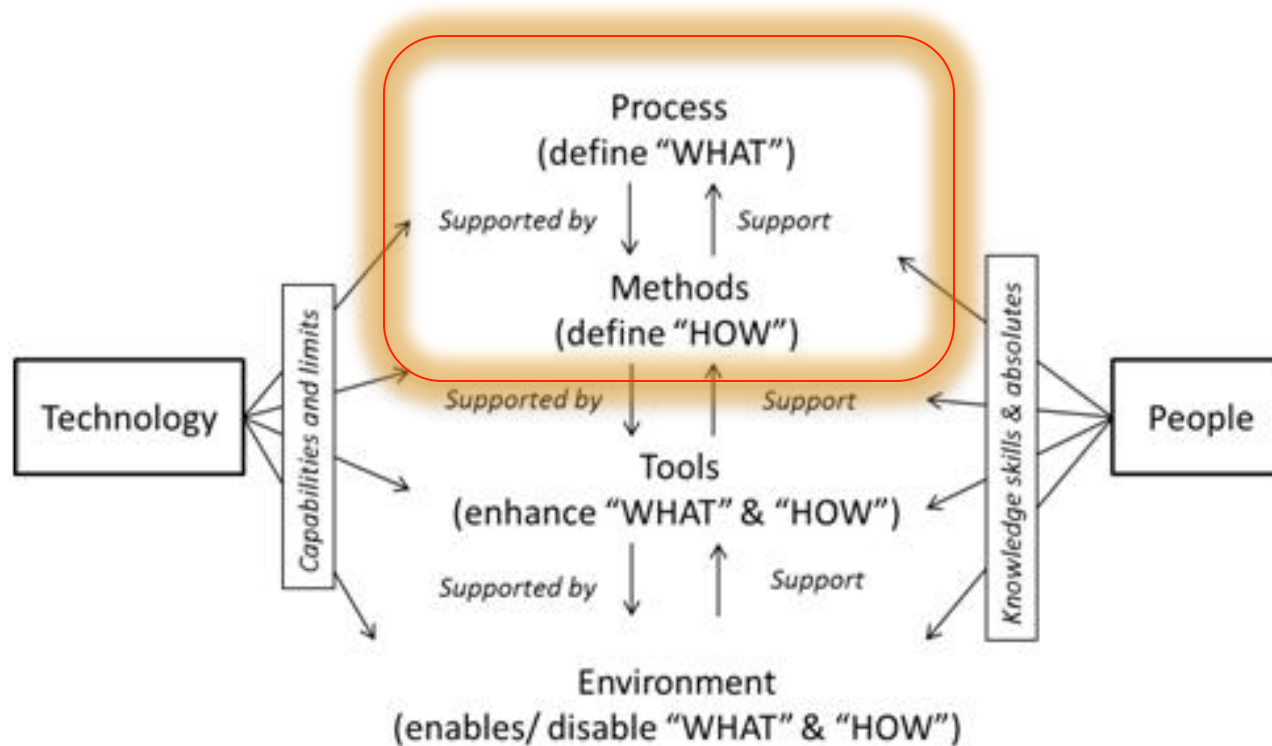 Process
(define “WHAT”)
Supported by
Support
Methods
(define “HOW”)
Supported by
Support
Technology
Capabilities and limits
Knowledge skills & absolutes
People
Tools
(enhance “WHAT” & “HOW”)
Supported by
Support
Environment
(enables/ disable “WHAT” & “HOW”)